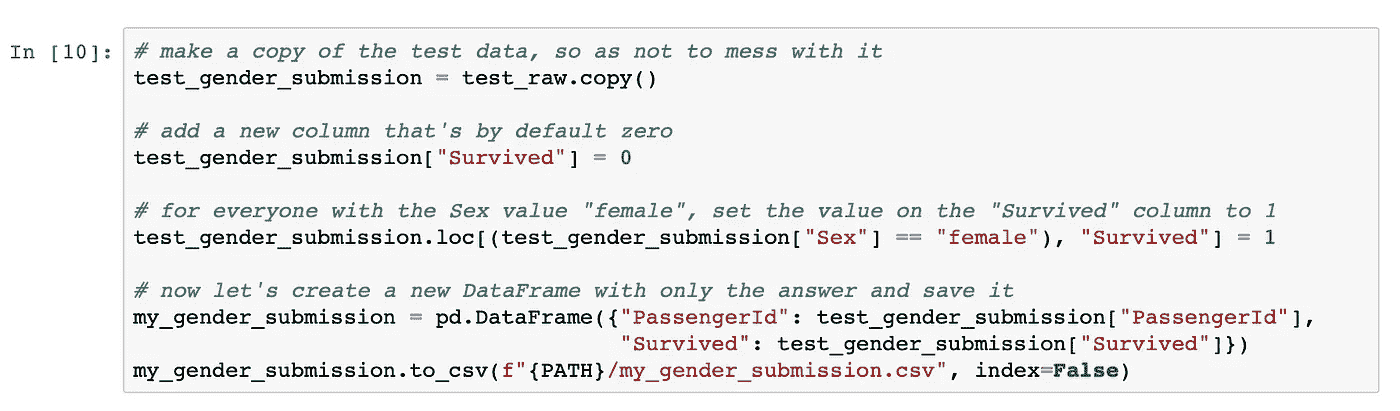 In [10]: # make a copy of the test data, so as not to mess with it
test_gender_submission = test_raw.copy()
# add a new column that's by default zero
test_gender_submission["Survived"] = 0
# for everyone with the Sex value "female", set the value on the "Survived" column to 1
test_gender_submission.loc[(test_gender_submission["Sex"] == "female"), "Survived"] = 1
# now let's create a new DataFrame with only the answer and save it
my_gender_submission = pd.DataFrame({"PassengerId": test_gender_submission["PassengerId"],
"Survived": test_gender_submission["Survived"]})
my_gender_submission.to_csv(f"{PATH}/my_gender_submission.csv", index=False)